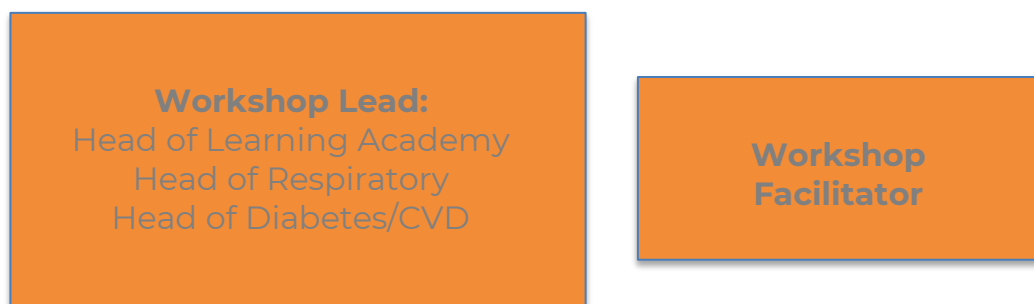 Workshop Lead:
Head of Learning Academy
Head of Respiratory
Head of Diabetes/CVD
Workshop
Facilitator